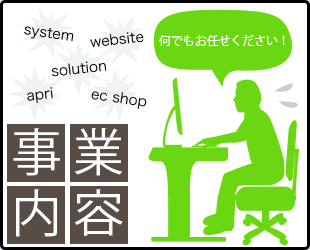 system
website
solution
apri
ec shop
何でもお任せください！
事業
内容